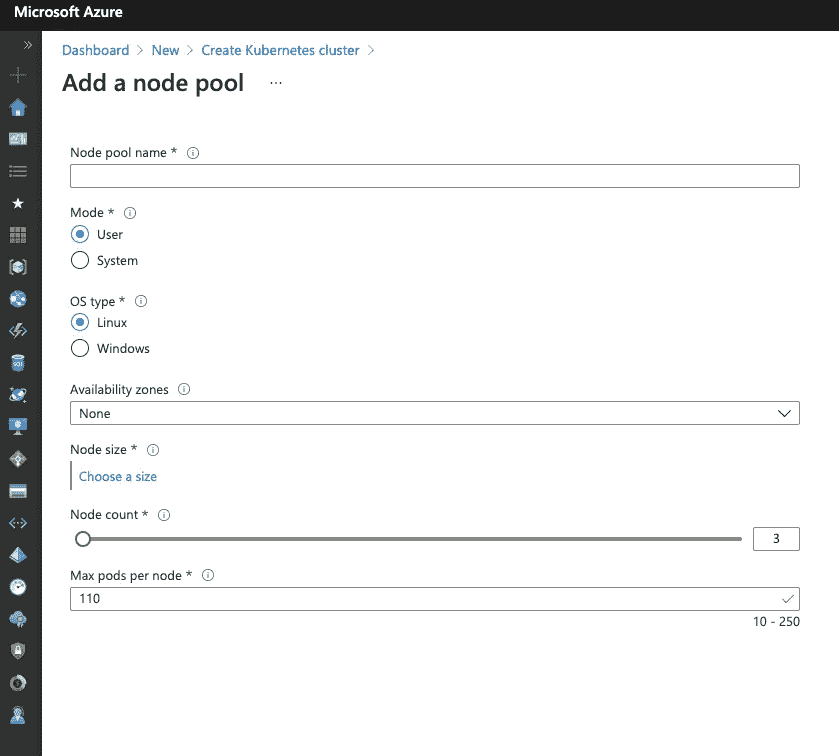 Microsoft Azure
Dashboard > New > Create Kubernetes cluster >
Add a node pool ...
Node pool name *
Mode *
User
System
OS type *
Linux
Windows
Availability zones
None
Node size *
Choose a size
Node count *
3
Max pods per node *
110
10 - 250